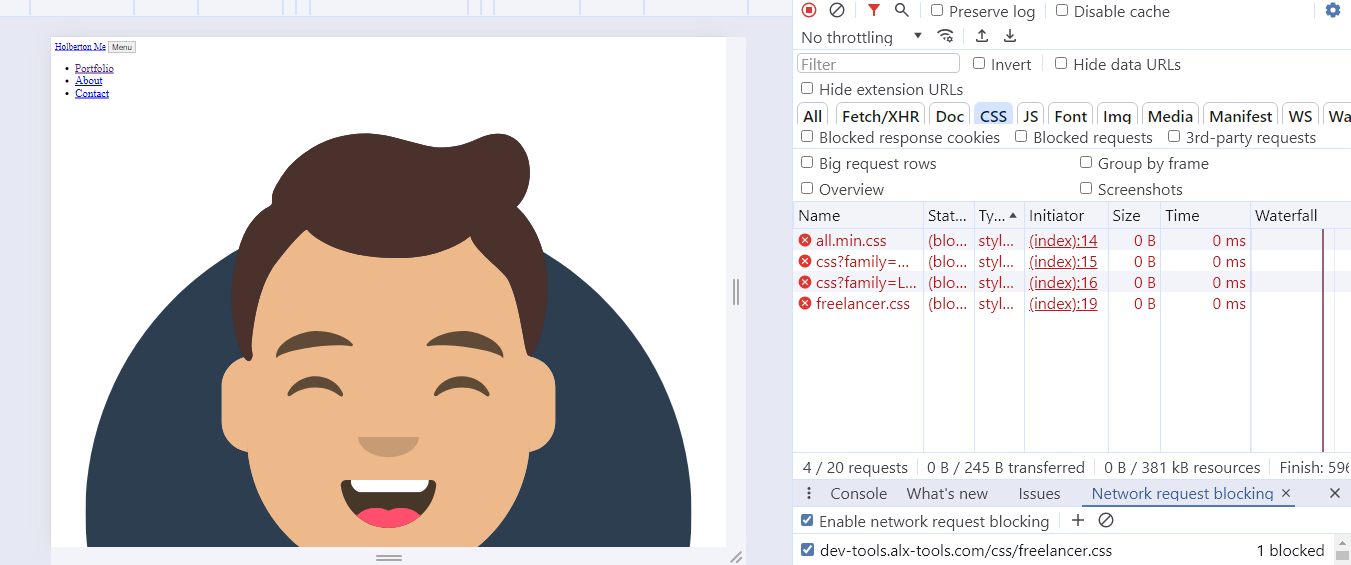 Holberton Me Menu
Portfolio
About
Contact
Preserve log Disable cache
No throttling
Filter Invert Hide data URLs
Hide extension URLs
All Fetch/XHR Doc CSS JS Font Img Media Manifest WS Wa
Blocked response cookies Blocked requests 3rd-party requests
Big request rows Group by frame
Overview Screenshots
Name Stat... Ty... Initiator Size Time Waterfall
all.min.css (blo... styl... (index):14 0 B 0 ms
css?family=... (blo... styl... (index):15 0 B 0 ms
css?family=L... (blo... styl... (index):16 0 B 0 ms
freelancer.css (blo... styl... (index):19 0 B 0 ms
4 / 20 requests 0 B / 245 B transferred 0 B / 381 kB resources Finish: 596
Console What's new Issues Network request blocking
Enable network request blocking
dev-tools.alx-tools.com/css/freelancer.css 1 blocked